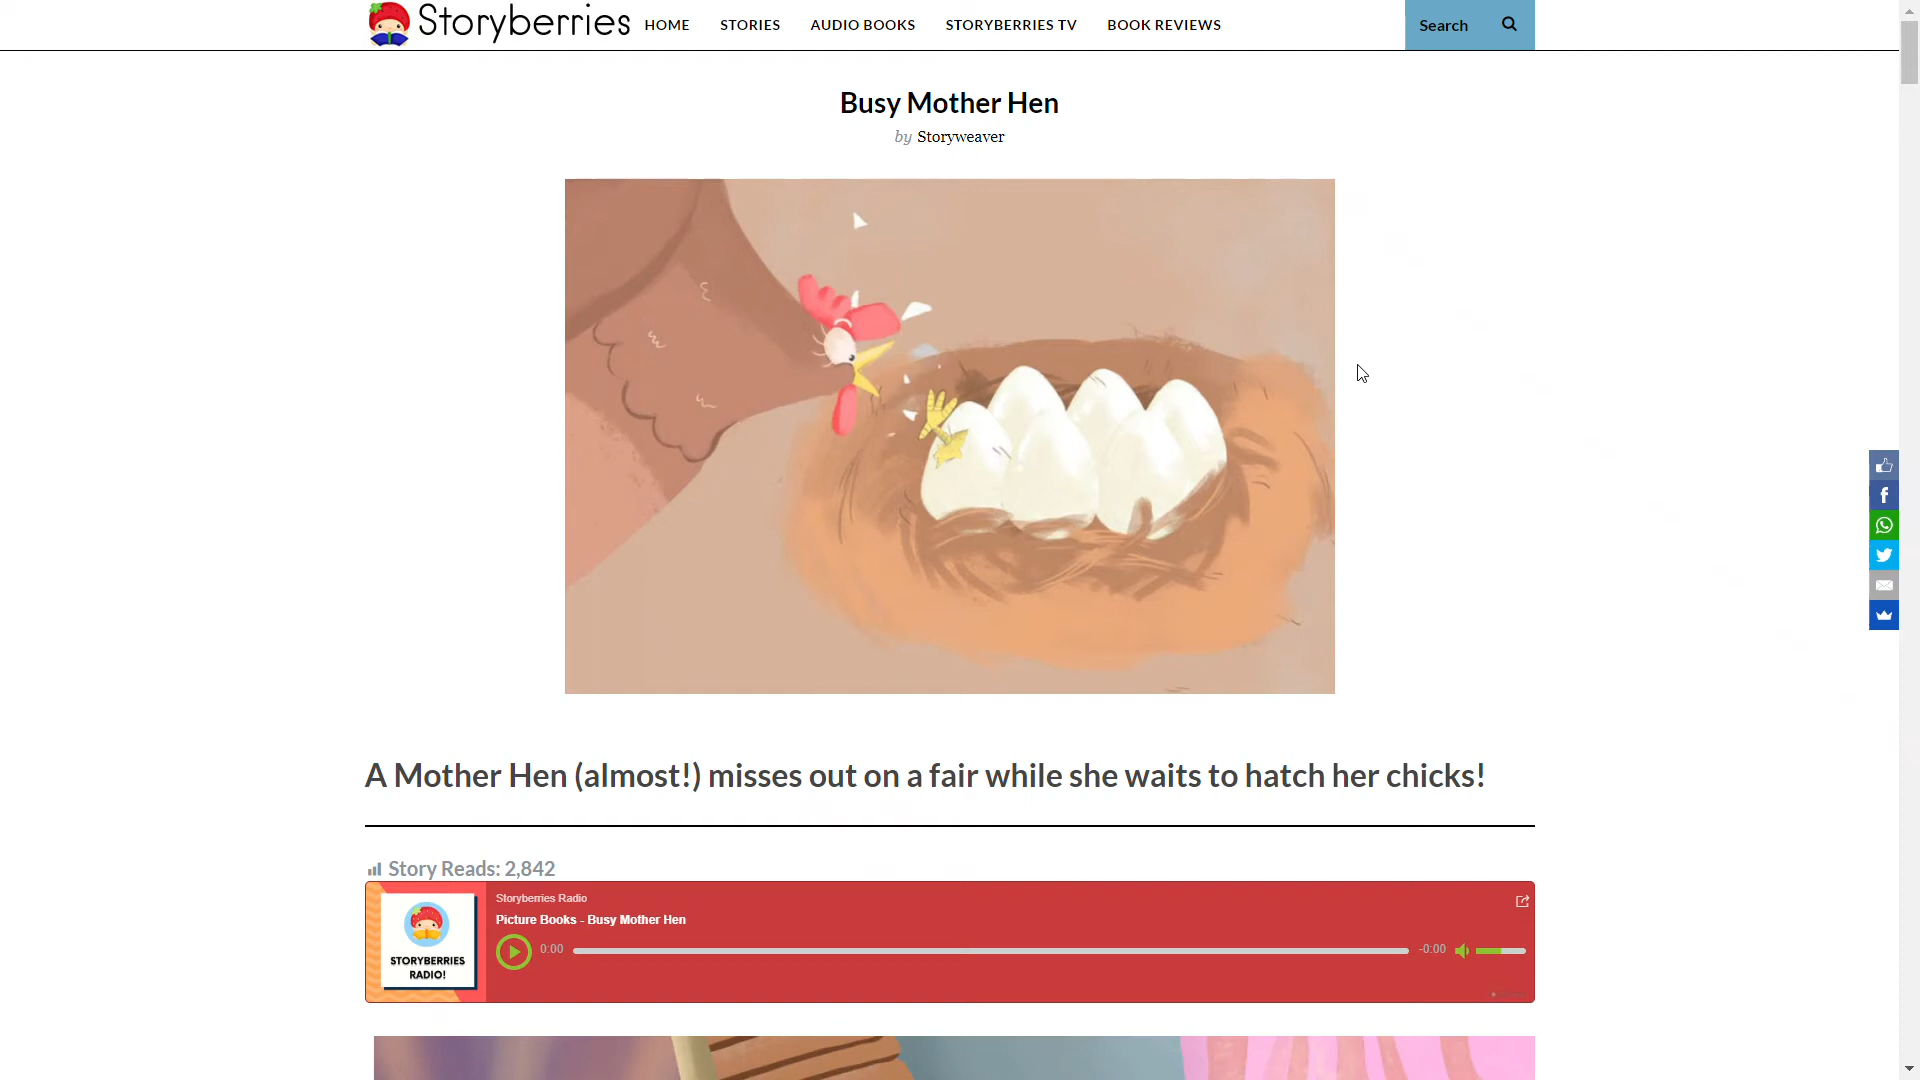 Storyberries
HOME
STORIES
AUDIO BOOKS
STORYBERRIES TV
BOOK REVIEWS
Search
Busy Mother Hen
by Storyweaver
A Mother Hen (almost!) misses out on a fair while she waits to hatch her chicks!
Story Reads: 2,842
STORYBERRIES
RADIO!
Storyberries Radio
Picture Books - Busy Mother Hen
0:00
-0:00